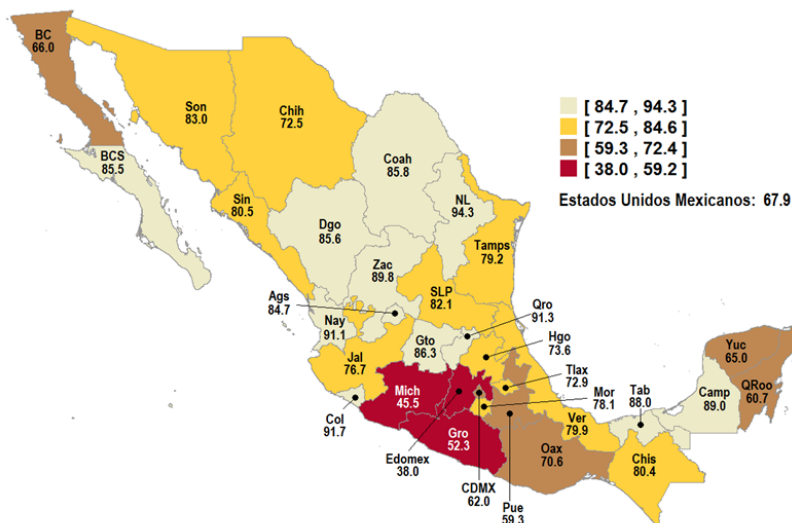 BC
66.0
Son
83.0
Chih
72.5
[ 84.7 , 94.3 ]
[ 72.5 , 84.6 ]
[ 59.3 , 72.4 ]
[ 38.0 , 59.2 ]
Estados Unidos Mexicanos: 67.9
BCS
85.5
Coah
85.8
NL
94.3
Sin
80.5
Dgo
85.6
Tamps
79.2
Zac
89.8
SLP
82.1
Ags
84.7
Qro
91.3
Nay
91.1
Gto
86.3
Hgo
73.6
Jal
76.7
Tlax
72.9
Yuc
65.0
Mich
45.5
Mor
78.1
Tab
88.0
Camp
89.0
QRoo
60.7
Col
91.7
Gro
52.3
Ver
79.9
Edomex
38.0
CDMX
62.0
Oax
70.6
Chis
80.4
Pue
59.3